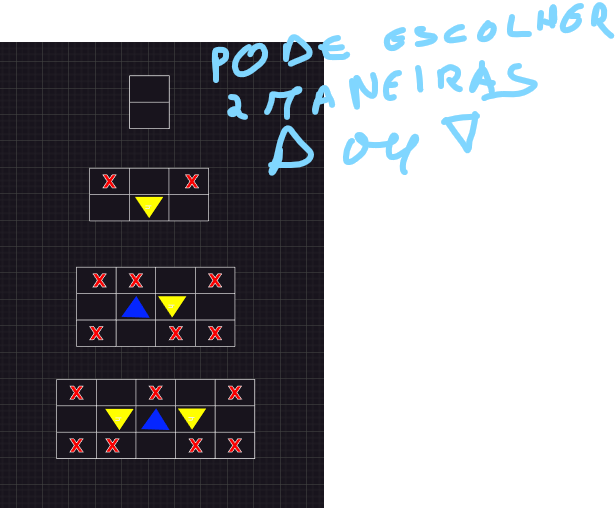 PODE ESCOLHER
2 MANEIRAS
Δ ou ∇
X X
X X X
X X X
X X X
X X X X